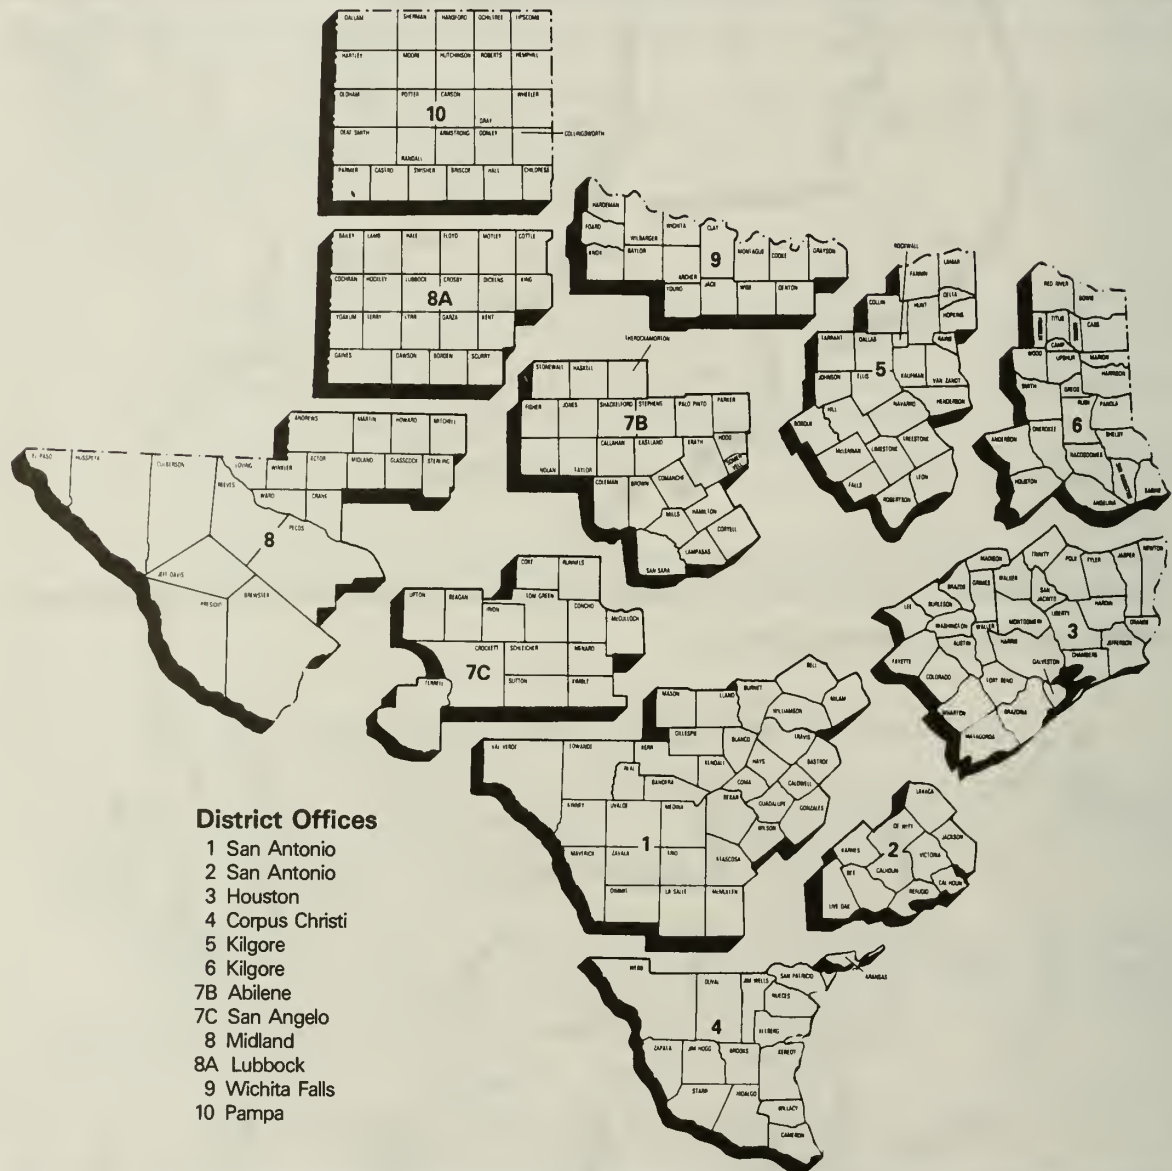 DALLAM SHERMAN HANSFORD OCHILTREE LIPSCOMB
HARTLEY MOORE HUTCHINSON ROBERTS HEMPHILL
OLDHAM POTTER CARSON WHEELER
10
GRAY
DEAF SMITH ARMSTRONG DONLEY COLLINGSWORTH
RANDALL
PARMER CASTRO SWISHER BRISCOE HALL CHILDRESS
BAILEY LAMB HALE FLOYD MOTLEY COTTLE
COCHRAN HOCKLEY LUBBOCK CROSBY DICKENS KING
8A
YOAKUM TERRY LYNN GARZA KENT
GAINES DAWSON BORDEN SCURRY
HARDEMAN
FOARD WILBARGER WICHITA CLAY
9
KNOX BAYLOR ARCHER MONTAGUE COOKE GRAYSON
YOUNG JACK WISE DENTON
ROCKWALL
FANNIN LAMAR
COLLIN HUNT DELTA
HOPKINS
TARRANT DALLAS RAINS
5
JOHNSON ELLIS KAUFMAN VAN ZANDT
HENDERSON
HILL NAVARRO
BOSQUE
McLENNAN LIMESTONE FREESTONE
FALLS LEON
ROBERTSON
RED RIVER BOWIE
TITUS CASS
CAMP
WOOD UPSHUR MARION
HARRISON
SMITH GREGG
RUSK PANOLA
6
ANDERSON CHEROKEE SHELBY
NACOGDOCHES
HOUSTON
ANGELINA SABINE
THROCKMORTON
STONEWALL HASKELL
FISHER JONES SHACKELFORD STEPHENS PALO PINTO PARKER
7B
CALLAHAN EASTLAND ERATH HOOD
NOLAN TAYLOR
COLEMAN BROWN COMANCHE
MILLS HAMILTON
CORYELL
LAMPASAS
SAN SABA
ANDREWS MARTIN HOWARD MITCHELL
EL PASO HUDSPETH CULBERSON LOVING WINKLER ECTOR MIDLAND GLASSCOCK STERLING
REEVES WARD CRANE
PECOS
8
JEFF DAVIS
PRESIDIO BREWSTER
COKE RUNNELS
UPTON REAGAN IRION TOM GREEN CONCHO
McCULLOCH
CROCKETT SCHLEICHER MENARD
7C
TERRELL SUTTON KIMBLE
TRINITY POLK TYLER JASPER NEWTON
MADISON
BRAZOS GRIMES WALKER SAN
JACINTO
LEE BURLESON MONTGOMERY LIBERTY HARDIN
WASHINGTON WALLER ORANGE
AUSTIN HARRIS 3 JEFFERSON
FAYETTE CHAMBERS
COLORADO FORT BEND GALVESTON
WHARTON BRAZORIA
MATAGORDA
BELL
MASON LLANO BURNET MILAM
WILLIAMSON
GILLESPIE BLANCO TRAVIS
VAL VERDE EDWARDS KERR KENDALL HAYS BASTROP
REAL BANDERA COMA CALDWELL
BEXAR GUADALUPE GONZALES
KINNEY UVALDE MEDINA
WILSON
1
MAVERICK ZAVALA FRIO ATASCOSA
DIMMIT LA SALLE McMULLEN
LAVACA
DE WITT JACKSON
KARNES 2 VICTORIA
BEE CALHOUN CALHOUN
REFUGIO
LIVE OAK
WEBB DUVAL JIM WELLS SAN PATRICIO ARANSAS
NUECES
4
KLEBERG
ZAPATA JIM HOGG BROOKS KENEDY
STARR HIDALGO
WILLACY
CAMERON
District Offices
1 San Antonio
2 San Antonio
3 Houston
4 Corpus Christi
5 Kilgore
6 Kilgore
7B Abilene
7C San Angelo
8 Midland
8A Lubbock
9 Wichita Falls
10 Pampa